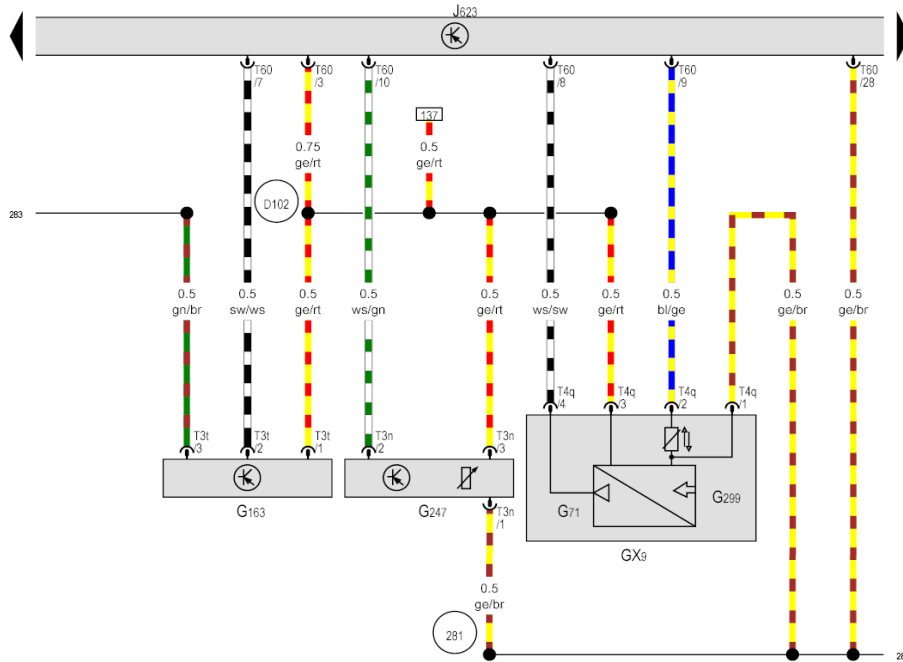 J623
T60
/7
T60
/3
T60
/10
T60
/8
T60
/9
T60
/28
137
0.75
ge/rt
0.5
ge/rt
D102
283
0.5
gn/br
0.5
sw/ws
0.5
ge/rt
0.5
ws/gn
0.5
ge/rt
0.5
ws/sw
0.5
ge/rt
0.5
bl/ge
0.5
ge/br
0.5
ge/br
T4q
/4
T4q
/3
T4q
/2
T4q
/1
T3t
/3
T3t
/2
T3t
/1
T3n
/2
T3n
/3
G163
G247
T3n
/1
G71
G299
GX9
0.5
ge/br
281